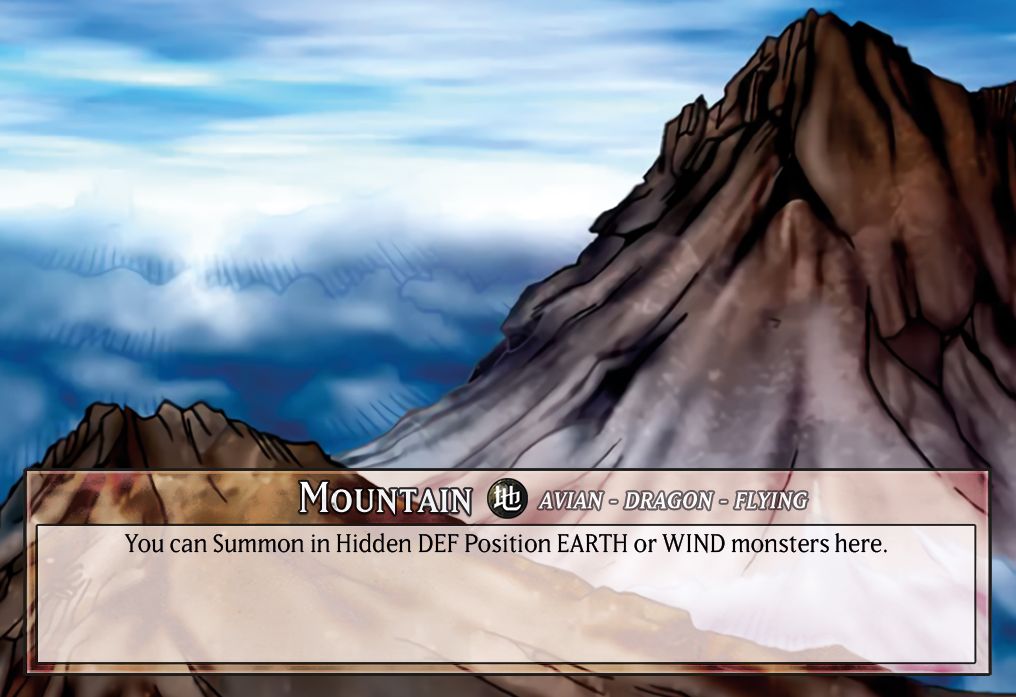 Mountain 地 AVIAN - DRAGON - FLYING
You can Summon in Hidden DEF Position EARTH or WIND monsters here.